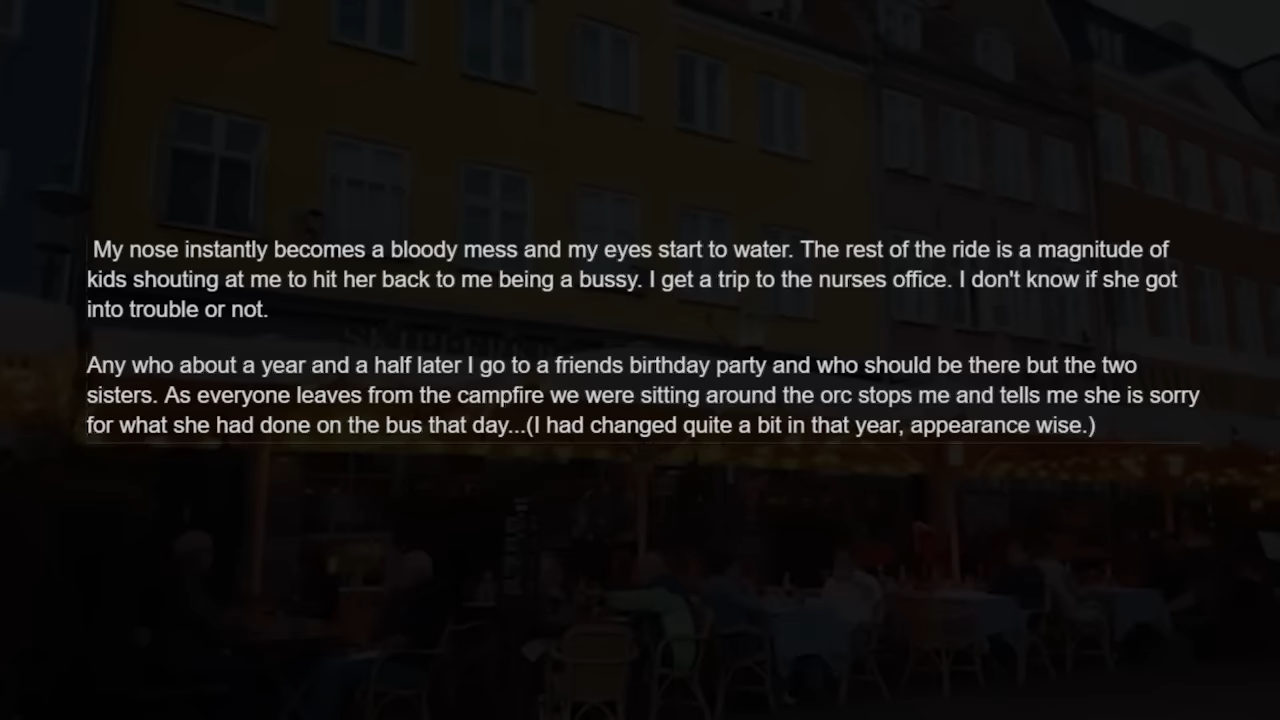 My nose instantly becomes a bloody mess and my eyes start to water. The rest of the ride is a magnitude of
kids shouting at me to hit her back to me being a bussy. I get a trip to the nurses office. I don't know if she got
into trouble or not.
Any who about a year and a half later I go to a friends birthday party and who should be there but the two
sisters. As everyone leaves from the campfire we were sitting around the orc stops me and tells me she is sorry
for what she had done on the bus that day...(I had changed quite a bit in that year, appearance wise.)